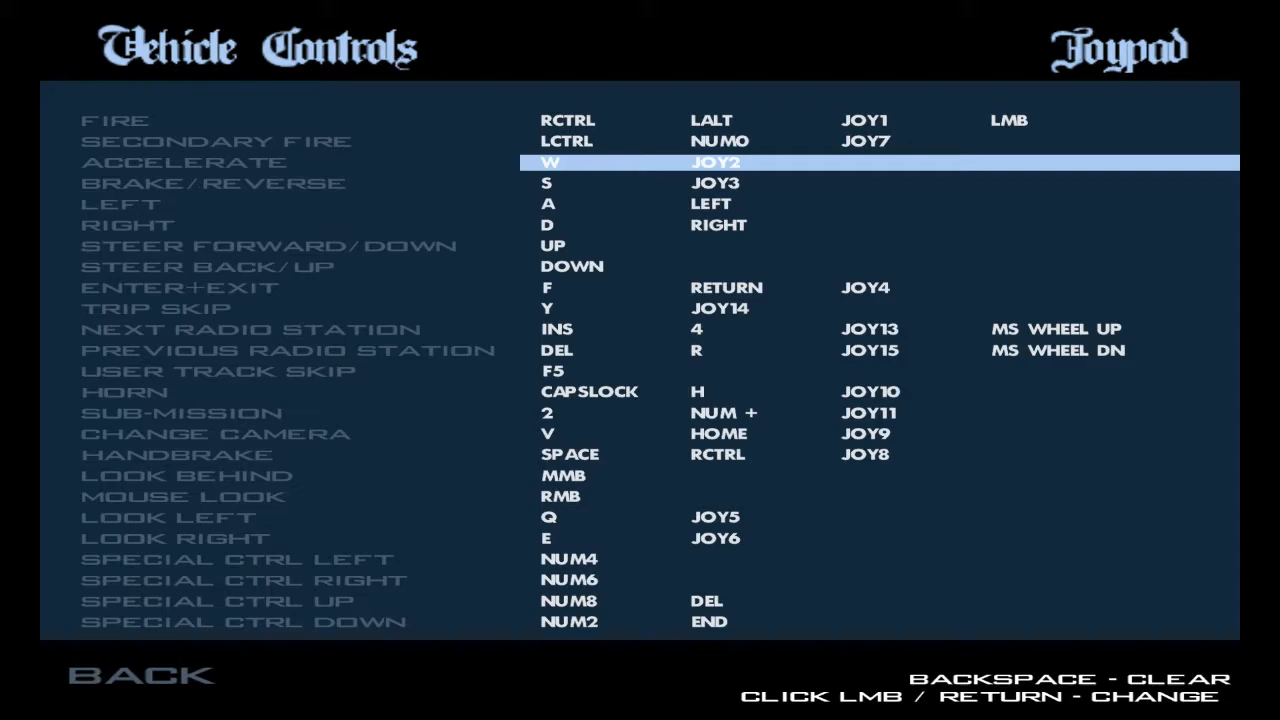 Vehicle Controls Joypad
FIRE RCTRL LALT JOY1 LMB
SECONDARY FIRE LCTRL NUM0 JOY7
ACCELERATE W JOY2
BRAKE/REVERSE S JOY3
LEFT A LEFT
RIGHT D RIGHT
STEER FORWARD/DOWN UP
STEER BACK/UP DOWN
ENTER+EXIT F RETURN JOY4
TRIP SKIP Y JOY14
NEXT RADIO STATION INS 4 JOY13 MS WHEEL UP
PREVIOUS RADIO STATION DEL R JOY15 MS WHEEL DN
USER TRACK SKIP F5
HORN CAPSLOCK H JOY10
SUB-MISSION 2 NUM + JOY11
CHANGE CAMERA V HOME JOY9
HANDBRAKE SPACE RCTRL JOY8
LOOK BEHIND MMB
MOUSE LOOK RMB
LOOK LEFT Q JOY5
LOOK RIGHT E JOY6
SPECIAL CTRL LEFT NUM4
SPECIAL CTRL RIGHT NUM6
SPECIAL CTRL UP NUM8 DEL
SPECIAL CTRL DOWN NUM2 END
BACK
BACKSPACE - CLEAR
CLICK LMB / RETURN - CHANGE